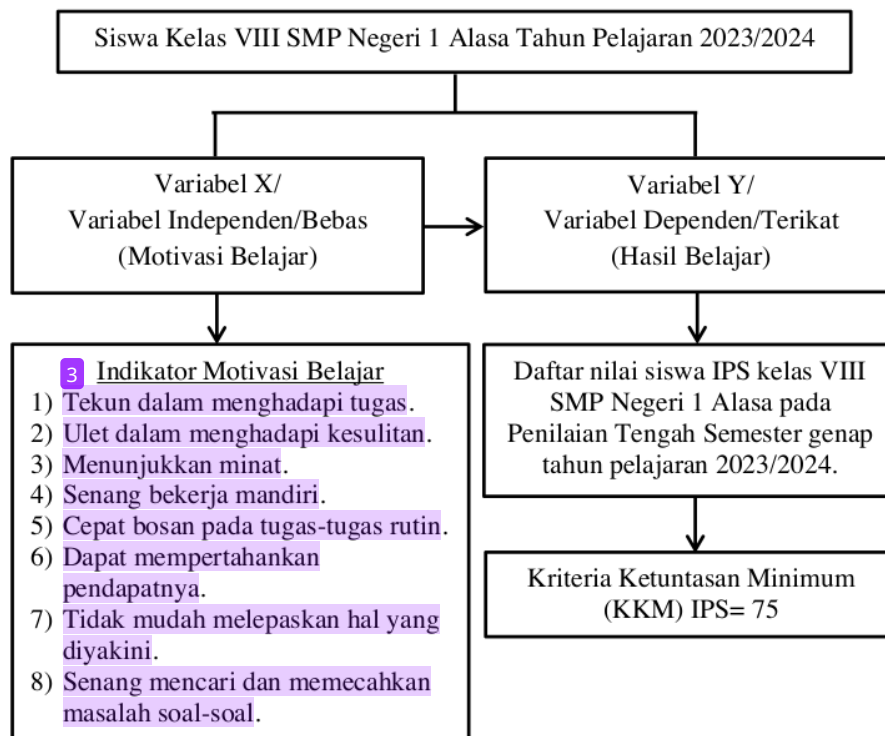 Siswa Kelas VIII SMP Negeri 1 Alasa Tahun Pelajaran 2023/2024
Variabel X/
Variabel Independen/Bebas
(Motivasi Belajar)
Variabel Y/
Variabel Dependen/Terikat
(Hasil Belajar)
3 Indikator Motivasi Belajar
1) Tekun dalam menghadapi tugas.
2) Ulet dalam menghadapi kesulitan.
3) Menunjukkan minat.
4) Senang bekerja mandiri.
5) Cepat bosan pada tugas-tugas rutin.
6) Dapat mempertahankan
pendapatnya.
7) Tidak mudah melepaskan hal yang
diyakini.
8) Senang mencari dan memecahkan
masalah soal-soal.
Daftar nilai siswa IPS kelas VIII
SMP Negeri 1 Alasa pada
Penilaian Tengah Semester genap
tahun pelajaran 2023/2024.
Kriteria Ketuntasan Minimum
(KKM) IPS= 75